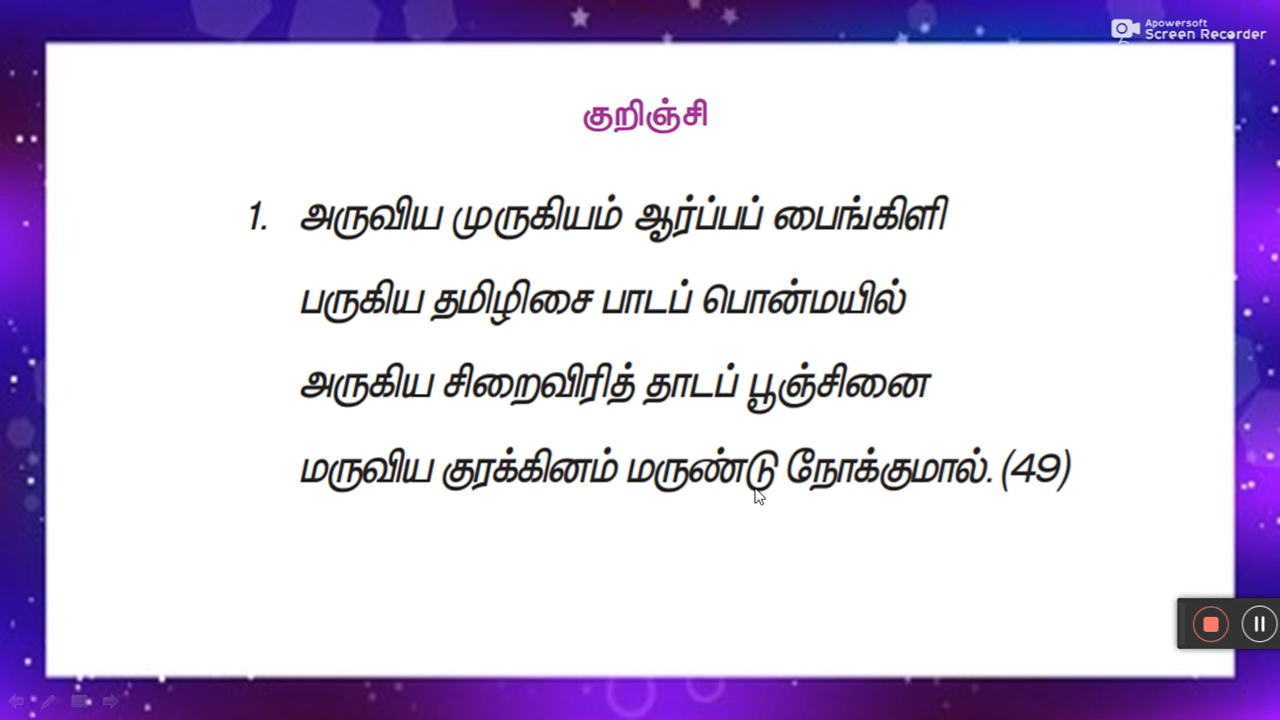 Apowersoft
Screen Recorder
குறிஞ்சி
1. அருவிய முருகியம் ஆர்ப்பப் பைங்கிளி
பருகிய தமிழிசை பாடப் பொன்மயில்
அருகிய சிறைவிரித் தாடப் பூஞ்சினை
மருவிய குரக்கினம் மருண்டு நோக்குமால். (49)